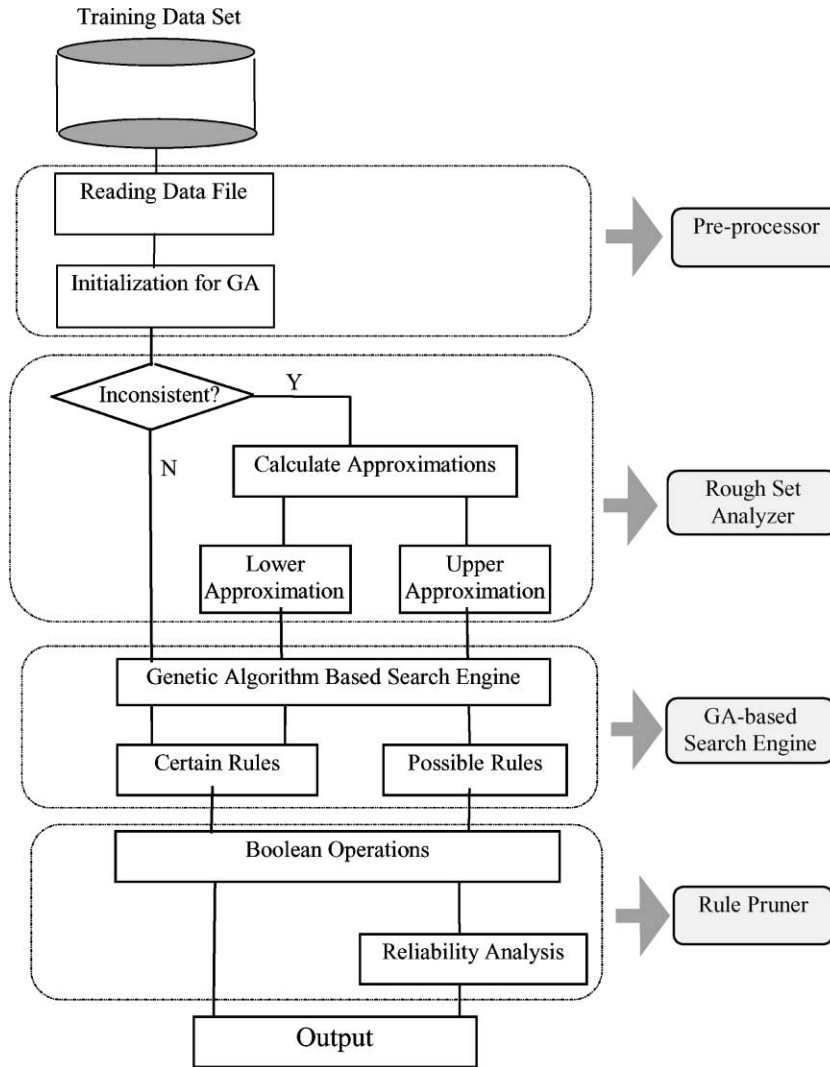 Training Data Set
Reading Data File
Pre-processor
Initialization for GA
Inconsistent?
Y
N
Calculate Approximations
Rough Set
Analyzer
Lower
Approximation
Upper
Approximation
Genetic Algorithm Based Search Engine
GA-based
Search Engine
Certain Rules
Possible Rules
Boolean Operations
Rule Pruner
Reliability Analysis
Output